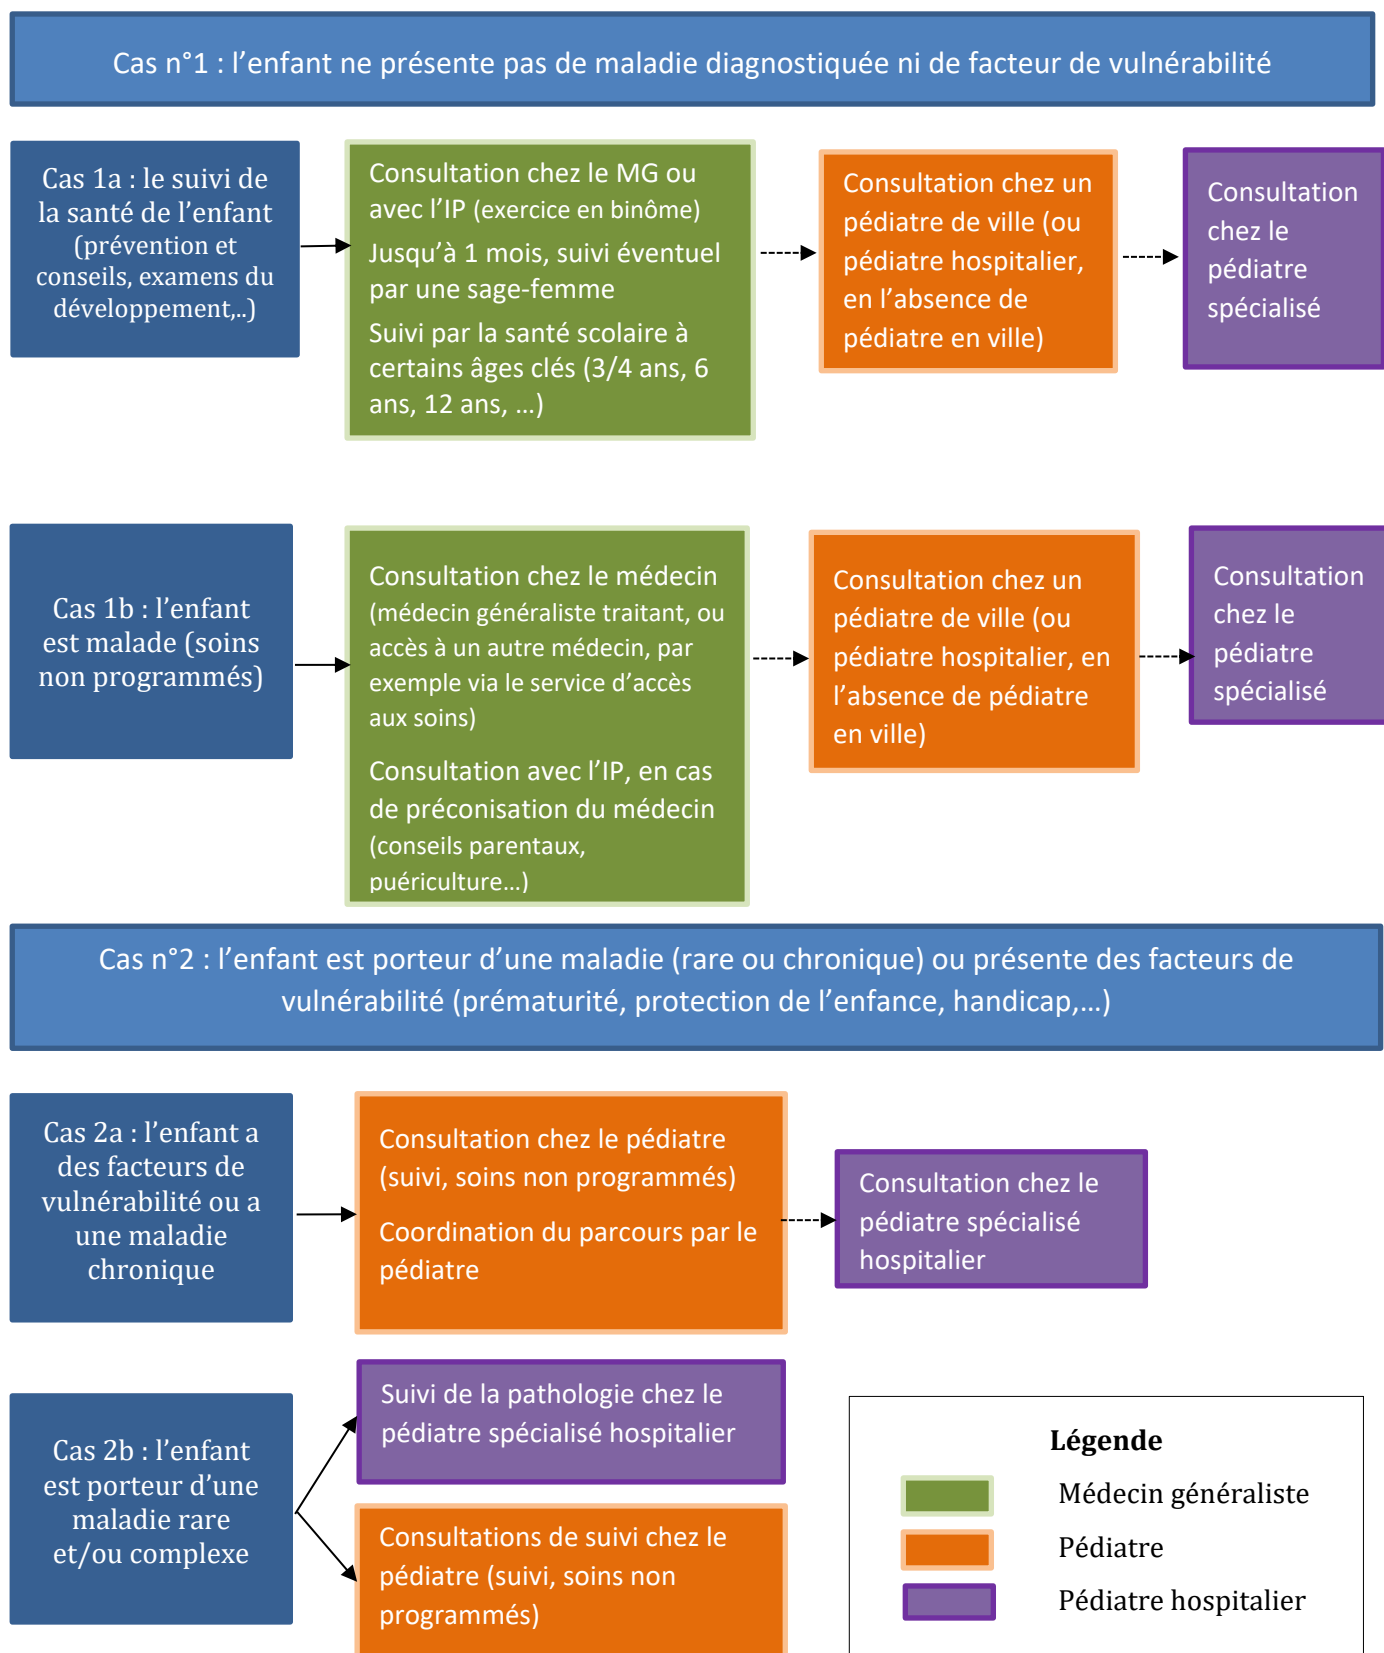 Cas n°1 : l’enfant ne présente pas de maladie diagnostiquée ni de facteur de vulnérabilité
Cas 1a : le suivi de
la santé de l’enfant
(prévention et
conseils, examens du
développement,..)
Consultation chez le MG ou
avec l’IP (exercice en binôme)
Jusqu’à 1 mois, suivi éventuel
par une sage-femme
Suivi par la santé scolaire à
certains âges clés (3/4 ans, 6
ans, 12 ans, …)
Consultation chez un
pédiatre de ville (ou
pédiatre hospitalier,
en l’absence de
pédiatre en ville)
Consultation
chez le
pédiatre
spécialisé
Cas 1b : l’enfant
est malade (soins
non programmés)
Consultation chez le médecin
(médecin généraliste traitant, ou
accès à un autre médecin, par
exemple via le service d’accès
aux soins)
Consultation avec l’IP, en cas
de préconisation du médecin
(conseils parentaux,
puériculture…)
Consultation chez un
pédiatre de ville (ou
pédiatre hospitalier, en
l’absence de pédiatre
en ville)
Consultation
chez le
pédiatre
spécialisé
Cas n°2 : l’enfant est porteur d’une maladie (rare ou chronique) ou présente des facteurs de
vulnérabilité (prématurité, protection de l’enfance, handicap,…)
Cas 2a : l’enfant a
des facteurs de
vulnérabilité ou a
une maladie
chronique
Consultation chez le pédiatre
(suivi, soins non programmés)
Coordination du parcours par le
pédiatre
Consultation chez le
pédiatre spécialisé
hospitalier
Cas 2b : l’enfant
est porteur d’une
maladie rare
et/ou complexe
Suivi de la pathologie chez le
pédiatre spécialisé hospitalier
Consultations de suivi chez le
pédiatre (suivi, soins non
programmés)
Légende
Médecin généraliste
Pédiatre
Pédiatre hospitalier